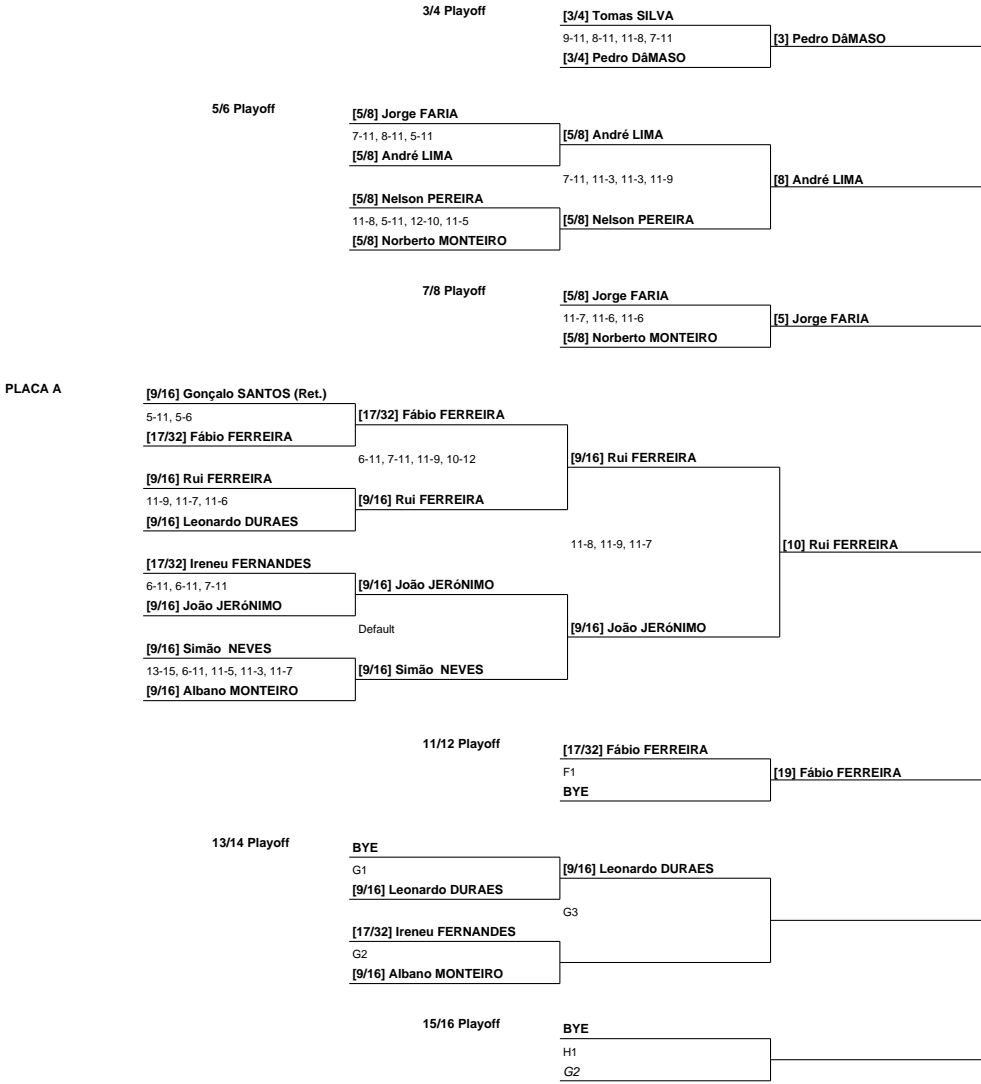 3/4 Playoff
[3/4] Tomas SILVA
9-11, 8-11, 11-8, 7-11
[3] Pedro DâMASO
[3/4] Pedro DâMASO
5/6 Playoff
[5/8] Jorge FARIA
7-11, 8-11, 5-11
[5/8] André LIMA
[5/8] André LIMA
7-11, 11-3, 11-3, 11-9
[8] André LIMA
[5/8] Nelson PEREIRA
11-8, 5-11, 12-10, 11-5
[5/8] Nelson PEREIRA
[5/8] Norberto MONTEIRO
7/8 Playoff
[5/8] Jorge FARIA
11-7, 11-6, 11-6
[5] Jorge FARIA
[5/8] Norberto MONTEIRO
PLACA A
[9/16] Gonçalo SANTOS (Ret.)
5-11, 5-6
[17/32] Fábio FERREIRA
[17/32] Fábio FERREIRA
6-11, 7-11, 11-9, 10-12
[9/16] Rui FERREIRA
[9/16] Rui FERREIRA
11-9, 11-7, 11-6
[9/16] Rui FERREIRA
[9/16] Leonardo DURAES
11-8, 11-9, 11-7
[10] Rui FERREIRA
[17/32] Ireneu FERNANDES
6-11, 6-11, 7-11
[9/16] João JERóNIMO
[9/16] João JERóNIMO
Default
[9/16] João JERóNIMO
[9/16] Simão  NEVES
13-15, 6-11, 11-5, 11-3, 11-7
[9/16] Simão  NEVES
[9/16] Albano MONTEIRO
11/12 Playoff
[17/32] Fábio FERREIRA
F1
[19] Fábio FERREIRA
BYE
13/14 Playoff
BYE
G1
[9/16] Leonardo DURAES
[9/16] Leonardo DURAES
G3
[17/32] Ireneu FERNANDES
G2
[9/16] Albano MONTEIRO
15/16 Playoff
BYE
H1
G2